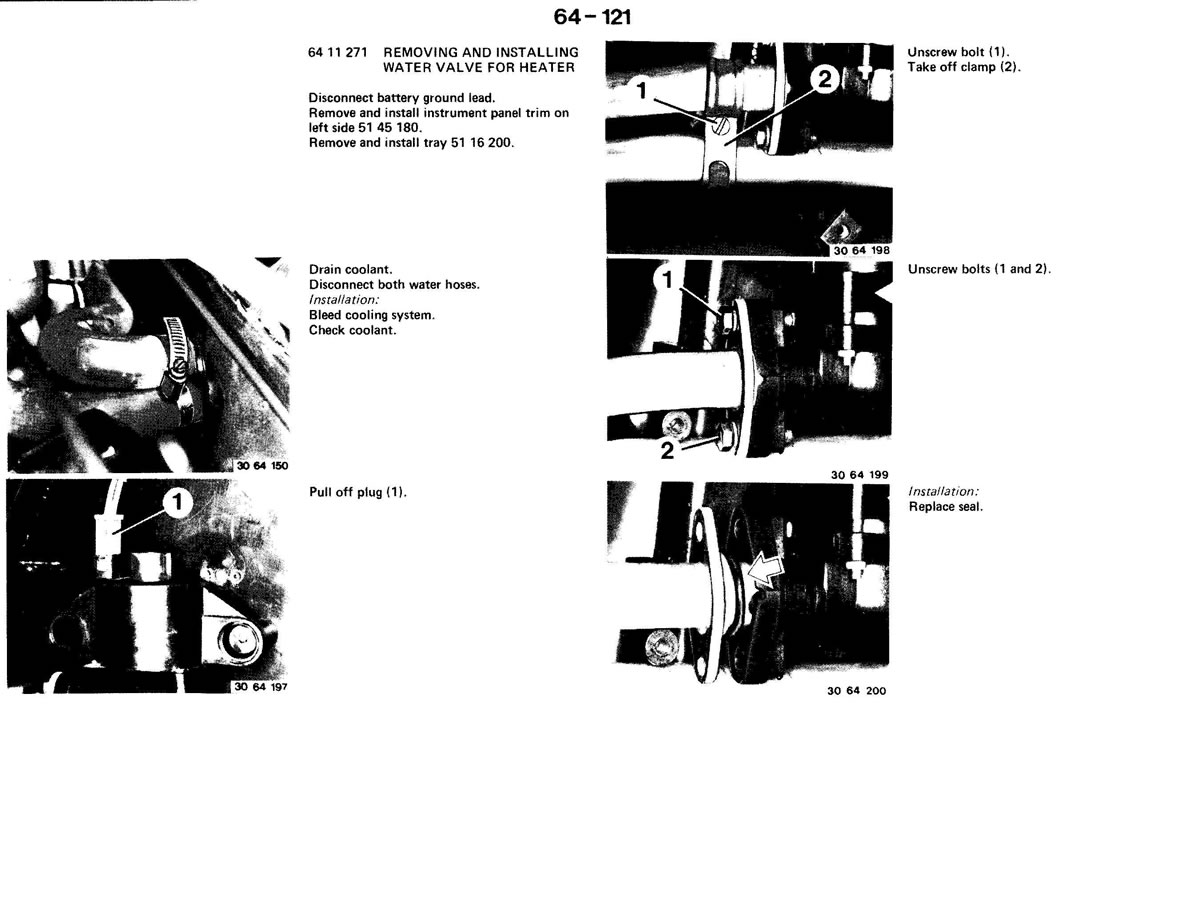 64-121
64 11 271 REMOVING AND INSTALLING
WATER VALVE FOR HEATER
Disconnect battery ground lead.
Remove and install instrument panel trim on
left side 51 45 180.
Remove and install tray 51 16 200.
Drain coolant.
Disconnect both water hoses.
Installation:
Bleed cooling system.
Check coolant.
30 64 150
Pull off plug (1).
1
30 64 197
Unscrew bolt (1).
Take off clamp (2).
1
2
30 64 198
Unscrew bolts (1 and 2).
1
2
30 64 199
Installation:
Replace seal.
30 64 200